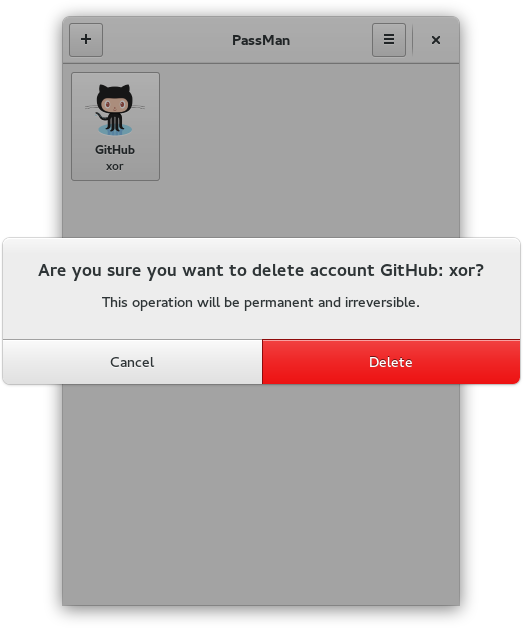 PassMan
GitHub
xor
Are you sure you want to delete account GitHub: xor?
This operation will be permanent and irreversible.
Cancel
Delete